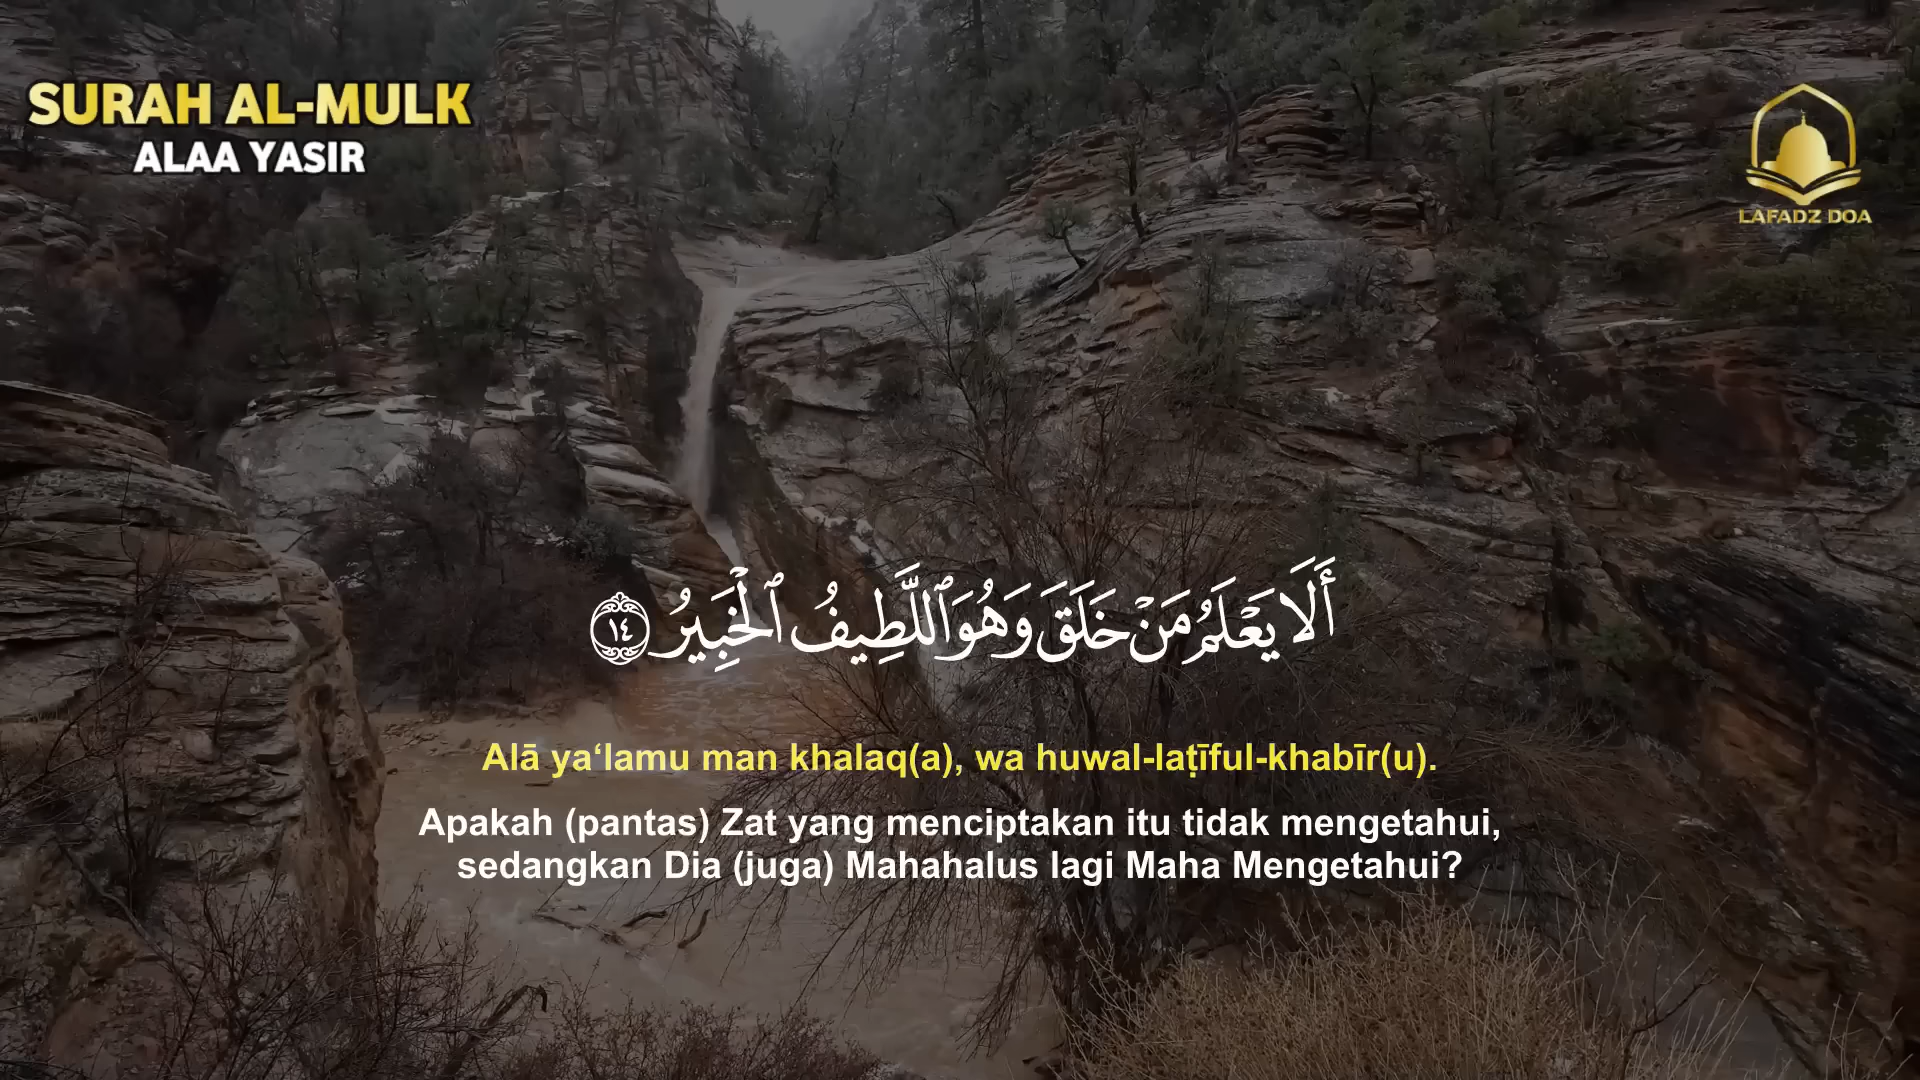 SURAH AL-MULK
ALAA YASIR
LAFADZ DOA
أَلَا يَعْلَمُ مَنْ خَلَقَ وَهُوَ ٱللَّطِيفُ ٱلْخَبِيرُ ١٤
Alā ya‘lamu man khalaq(a), wa huwal-laṭīful-khabīr(u).
Apakah (pantas) Zat yang menciptakan itu tidak mengetahui,
sedangkan Dia (juga) Mahahalus lagi Maha Mengetahui?